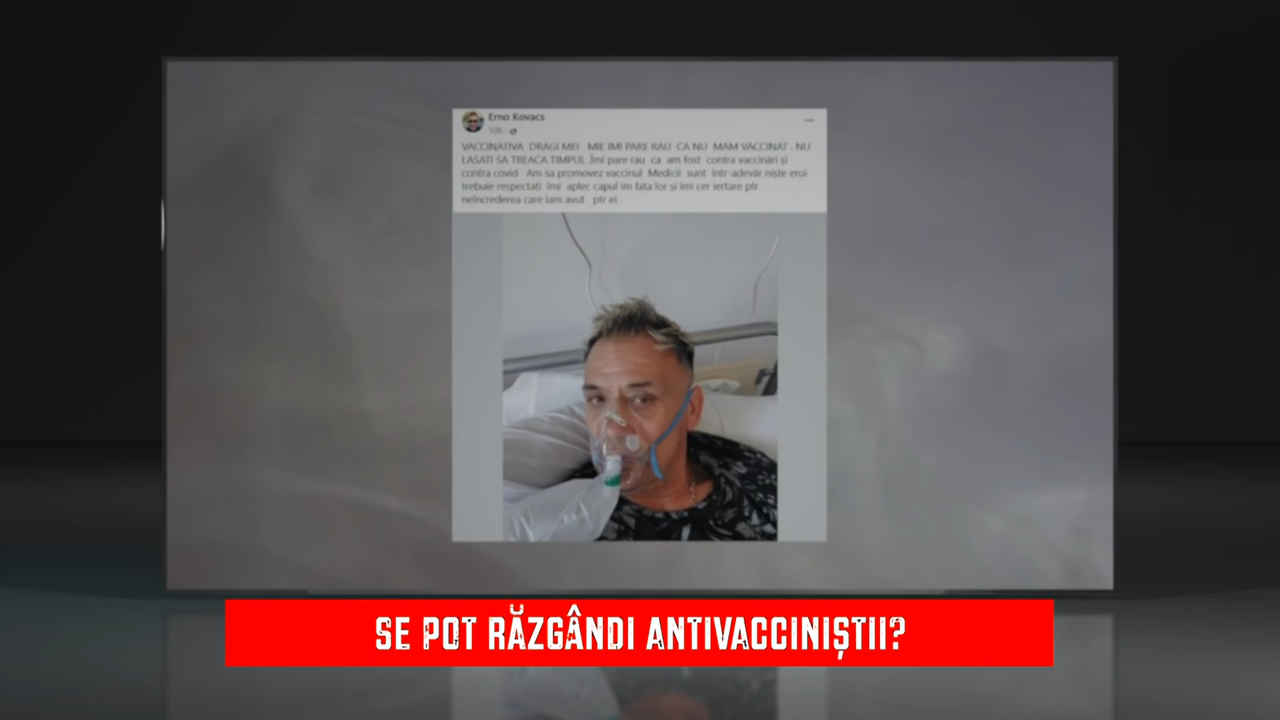 Erno Kovacs
10h
VACCINATIVA DRAGI MEI MIE IMI PARE RAU CA NU MAM VACCINAT . NU
LASATI SA TREACA TIMPUL .Îmi pare rau ca am fost contra vaccinări și
contra covid Am sa promovez vaccinul Medicii sunt într-adevăr niște eroi
trebuie respectați îmi aplec capul im fata lor și îmi cer iertare ptr
neîncrederea care lam avut ptr ei
SE POT RĂZGÂNDI ANTIVACCINIȘTII?